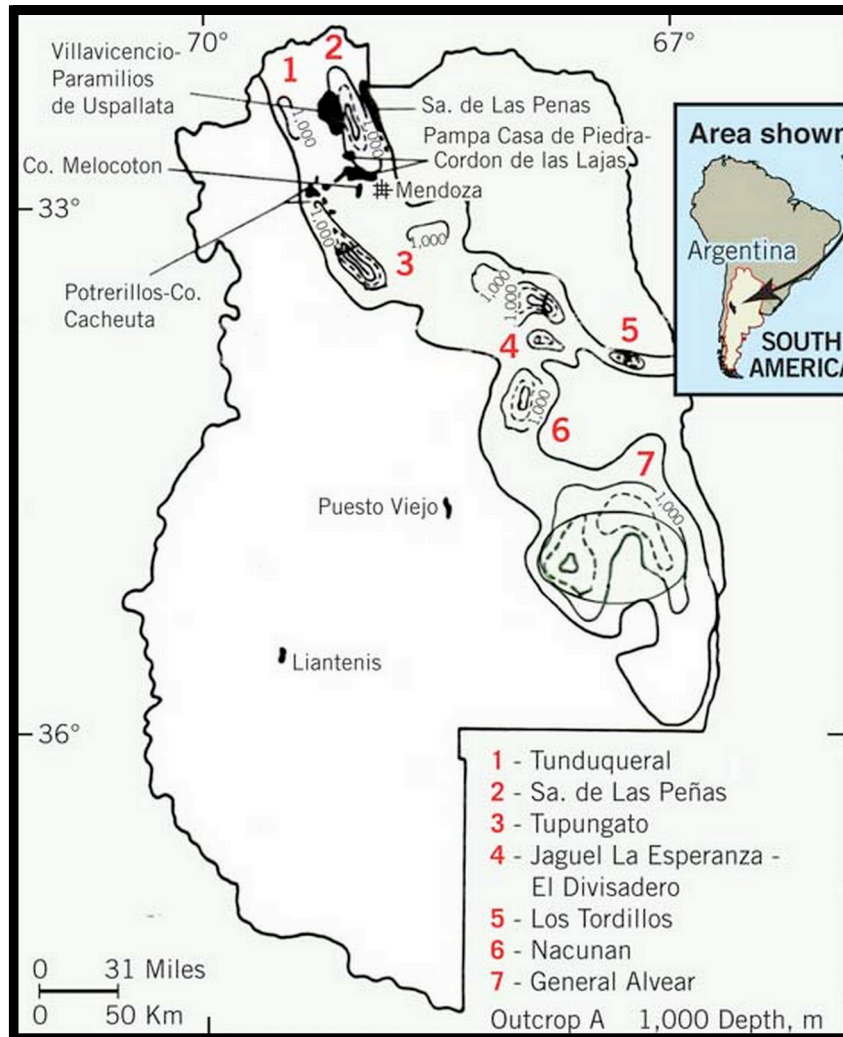 70°
67°
Villavicencio-
Paramilios
de Uspallata
1
2
1,000
1,000
Sa. de Las Penas
Pampa Casa de Piedra-
Cordon de las Lajas
Co. Melocoton
Mendoza
33°
1,000
1,000
3
Potrerillos-Co.
Cacheuta
1,000
1,000
4
5
1,000
6
7
1,000
Area shown
Argentina
SOUTH
AMERICA
Puesto Viejo
Liantenis
36°
1 - Tunduqueral
2 - Sa. de Las Peñas
3 - Tupungato
4 - Jaguel La Esperanza -
El Divisadero
5 - Los Tordillos
6 - Nacunan
7 - General Alvear
Outcrop A 1,000 Depth, m
0 31 Miles
0 50 Km